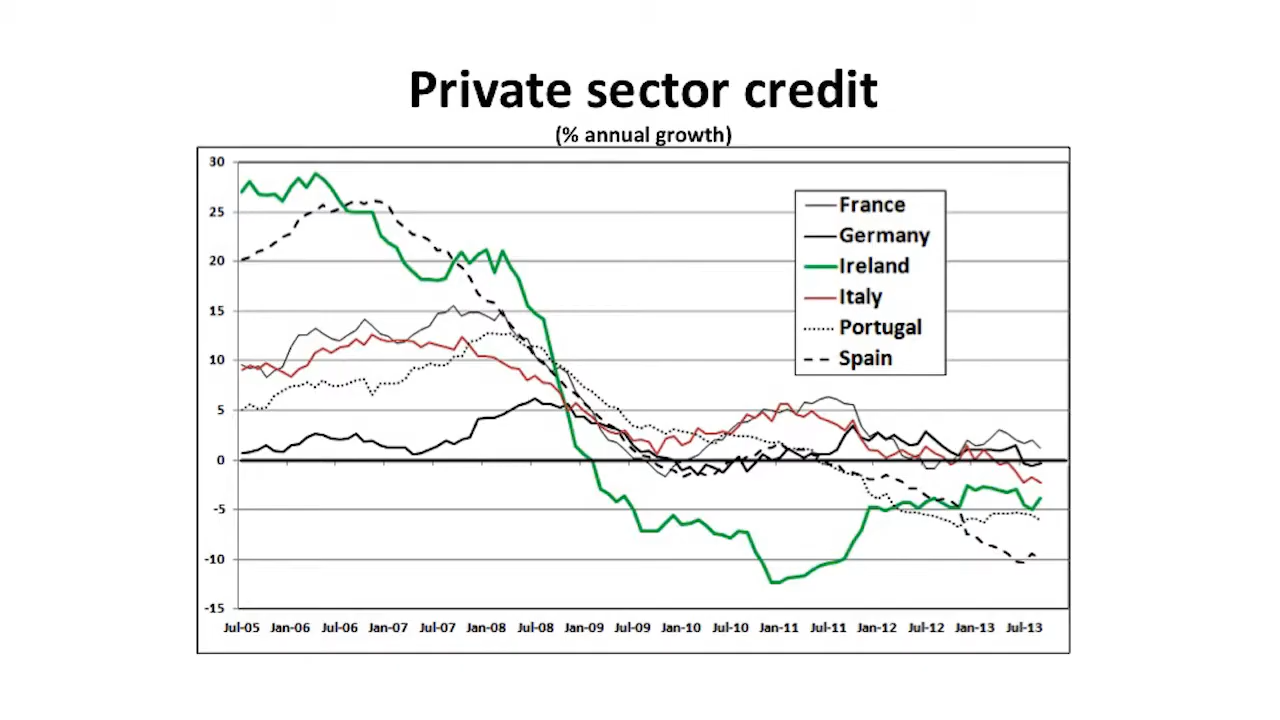 Private sector credit
(% annual growth)
30
25
20
15
10
5
0
-5
-10
-15
France
Germany
Ireland
Italy
Portugal
Spain
Jul-05 Jan-06 Jul-06 Jan-07 Jul-07 Jan-08 Jul-08 Jan-09 Jul-09 Jan-10 Jul-10 Jan-11 Jul-11 Jan-12 Jul-12 Jan-13 Jul-13